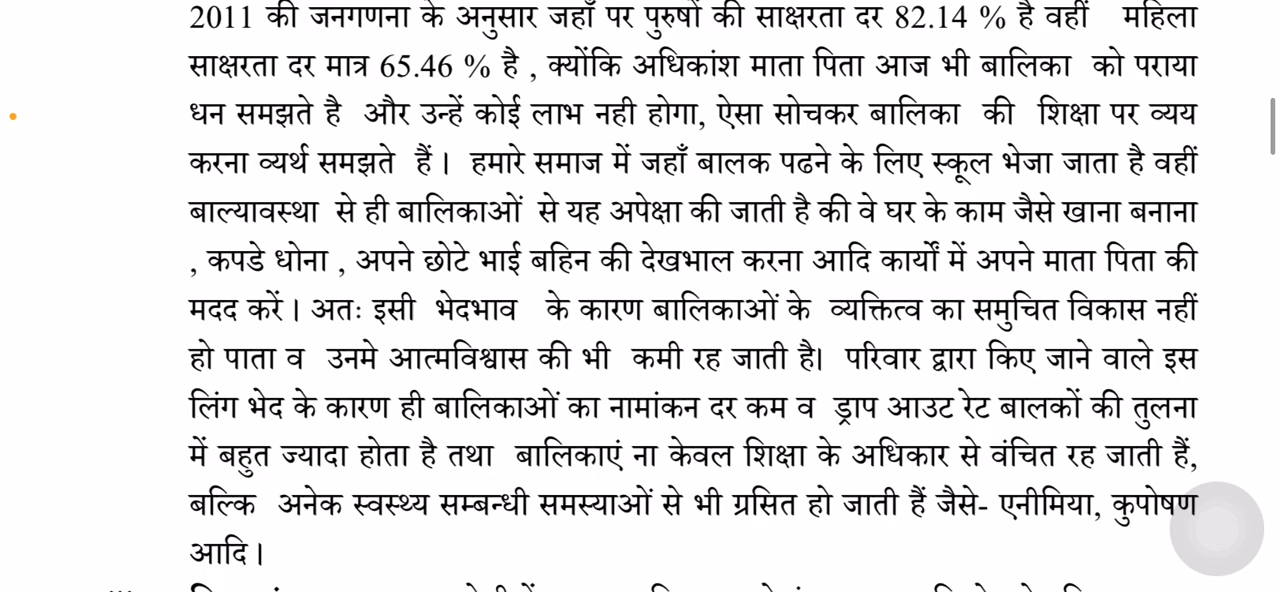 2011 की जनगणना के अनुसार जहाँ पर पुरुषों की साक्षरता दर 82.14 % है वहीं महिला
साक्षरता दर मात्र 65.46 % है , क्योंकि अधिकांश माता पिता आज भी बालिका को पराया
धन समझते है और उन्हें कोई लाभ नही होगा, ऐसा सोचकर बालिका की शिक्षा पर व्यय
करना व्यर्थ समझते हैं। हमारे समाज में जहाँ बालक पढने के लिए स्कूल भेजा जाता है वहीं
बाल्यावस्था से ही बालिकाओं से यह अपेक्षा की जाती है की वे घर के काम जैसे खाना बनाना
, कपडे धोना , अपने छोटे भाई बहिन की देखभाल करना आदि कार्यों में अपने माता पिता की
मदद करें। अतः इसी भेदभाव के कारण बालिकाओं के व्यक्तित्व का समुचित विकास नहीं
हो पाता व उनमे आत्मविश्वास की भी कमी रह जाती है। परिवार द्वारा किए जाने वाले इस
लिंग भेद के कारण ही बालिकाओं का नामांकन दर कम व ड्राप आउट रेट बालकों की तुलना
में बहुत ज्यादा होता है तथा बालिकाएं ना केवल शिक्षा के अधिकार से वंचित रह जाती हैं,
बल्कि अनेक स्वस्थ्य सम्बन्धी समस्याओं से भी ग्रसित हो जाती हैं जैसे- एनीमिया, कुपोषण
आदि।